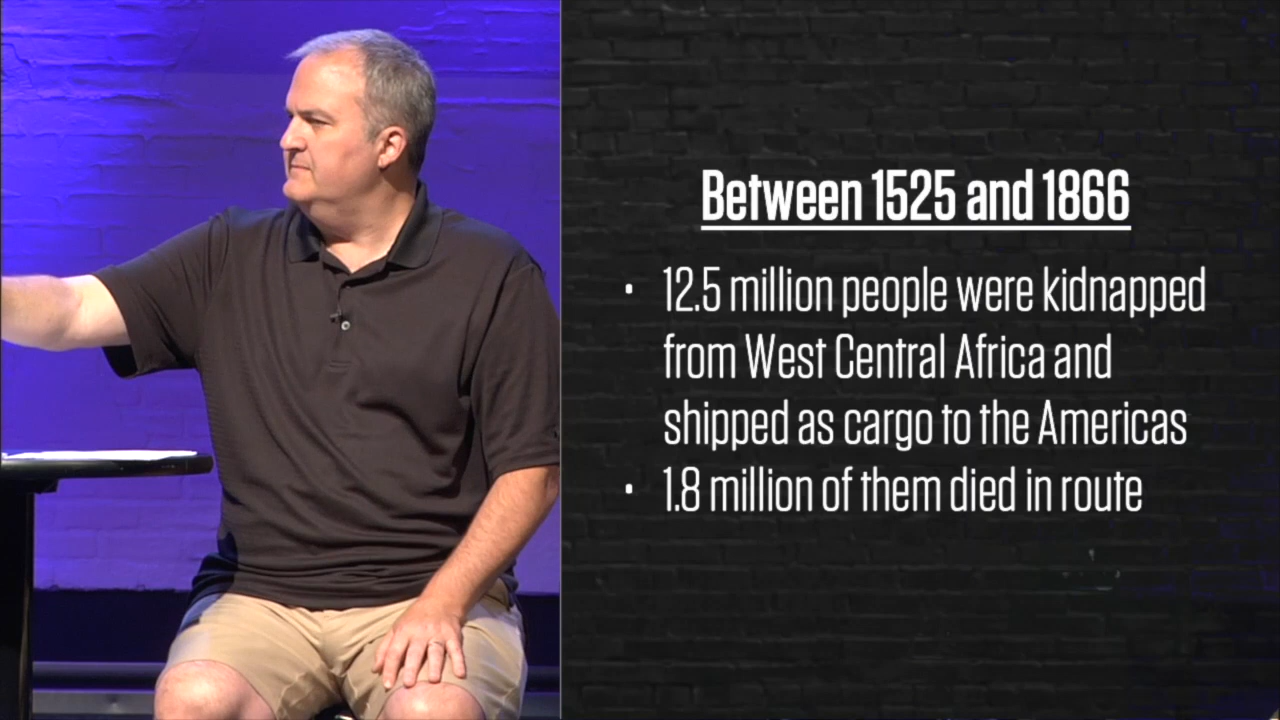 Between 1525 and 1866
• 12.5 million people were kidnapped
from West Central Africa and
shipped as cargo to the Americas
• 1.8 million of them died in route